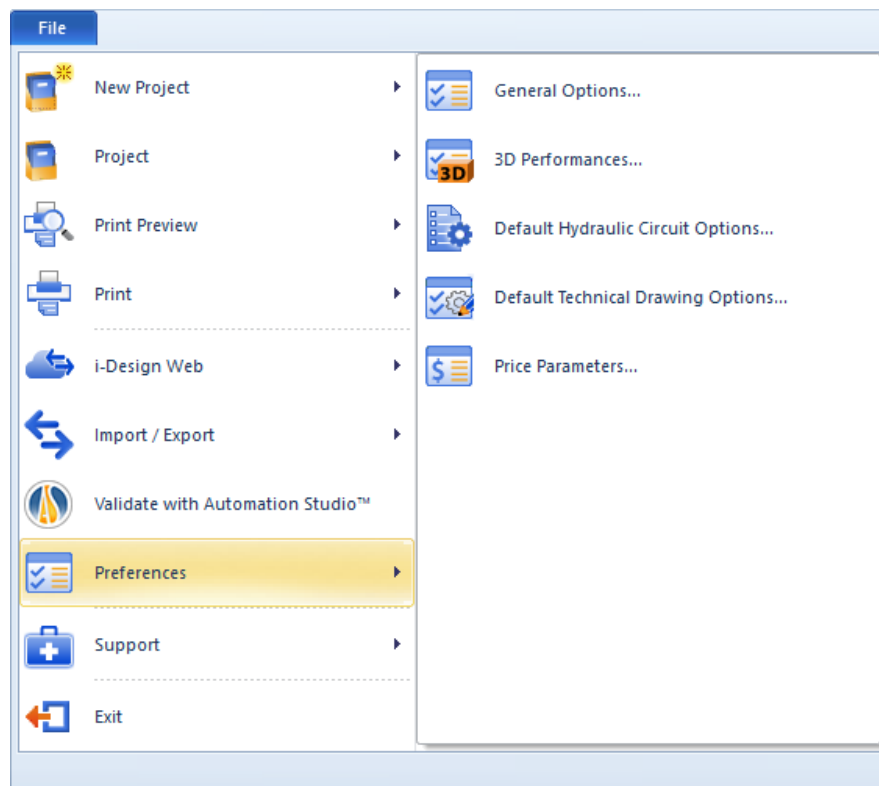 File
New Project
Project
Print Preview
Print
i-Design Web
Import / Export
Validate with Automation Studio™
Preferences
Support
Exit
General Options...
3D
3D Performances...
Default Hydraulic Circuit Options...
Default Technical Drawing Options...
$
Price Parameters...